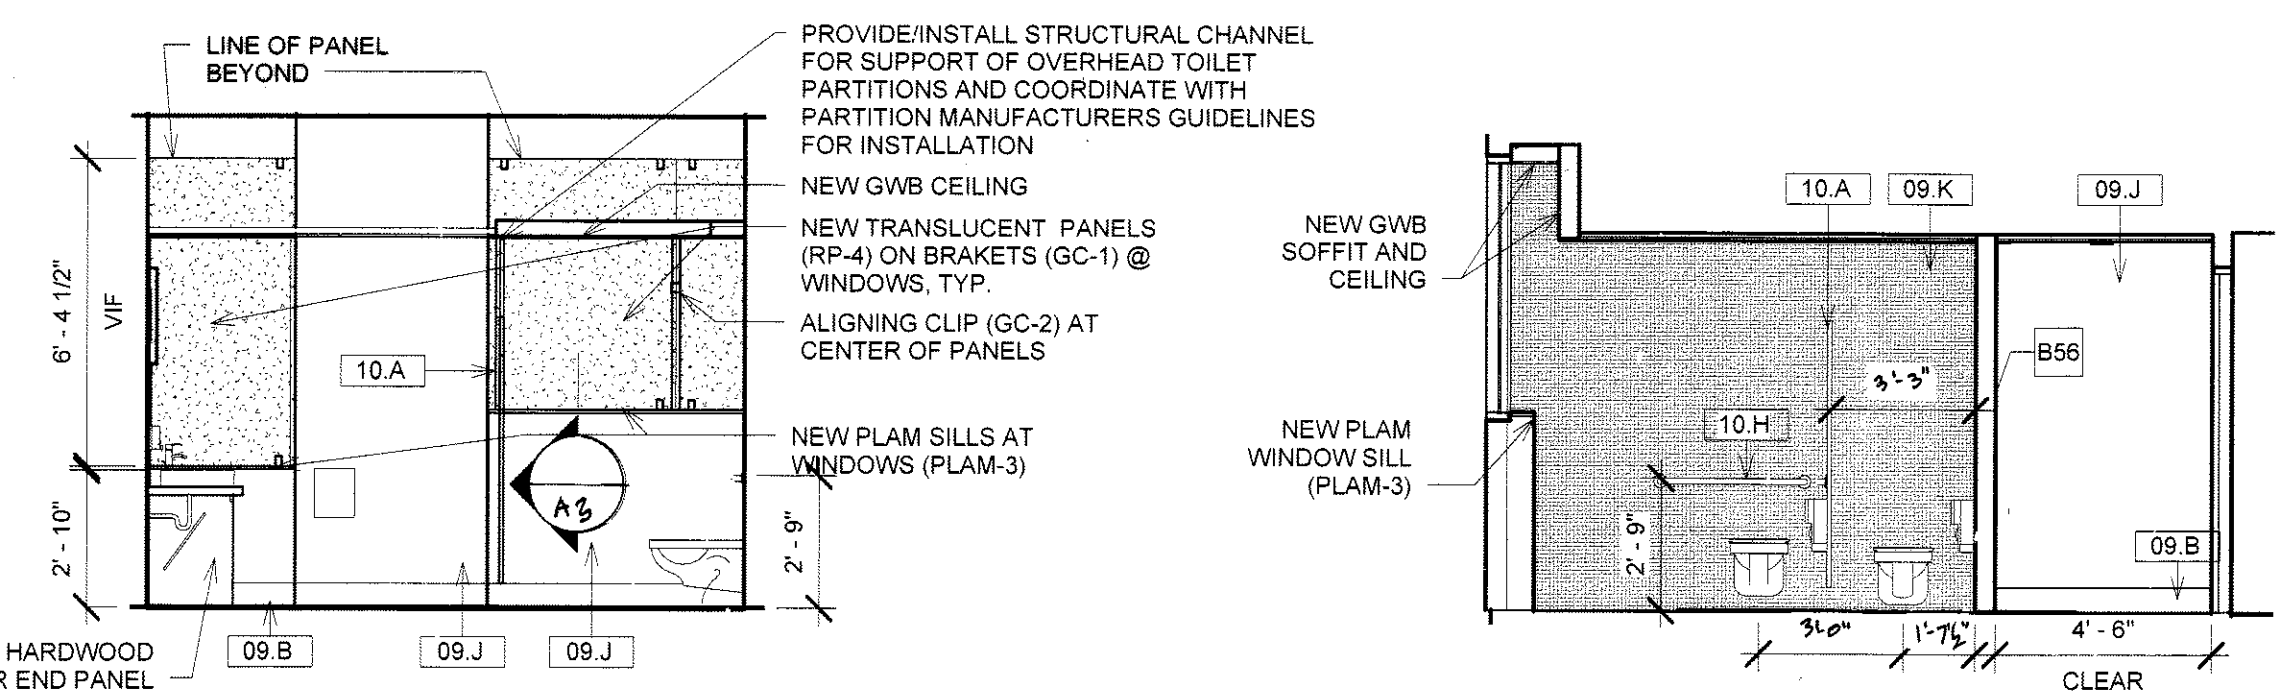 LINE OF PANEL
BEYOND
PROVIDE/INSTALL STRUCTURAL CHANNEL
FOR SUPPORT OF OVERHEAD TOILET
PARTITIONS AND COORDINATE WITH
PARTITION MANUFACTURERS GUIDELINES
FOR INSTALLATION
NEW GWB CEILING
NEW TRANSLUCENT PANELS
(RP-4) ON BRAKETS (GC-1) @
WINDOWS, TYP.
ALIGNING CLIP (GC-2) AT
CENTER OF PANELS
NEW PLAM SILLS AT
WINDOWS (PLAM-3)
6' - 4 1/2"
VIF
2' - 10"
10.A
A3
2' - 9"
HARDWOOD
R END PANEL
09.B
09.J
09.J
NEW GWB
SOFFIT AND
CEILING
NEW PLAM
WINDOW SILL
(PLAM-3)
10.A
09.K
09.J
B56
3'-3"
10.H
2' - 9"
09.B
3'-0"
1'-7½"
4' - 6"
CLEAR